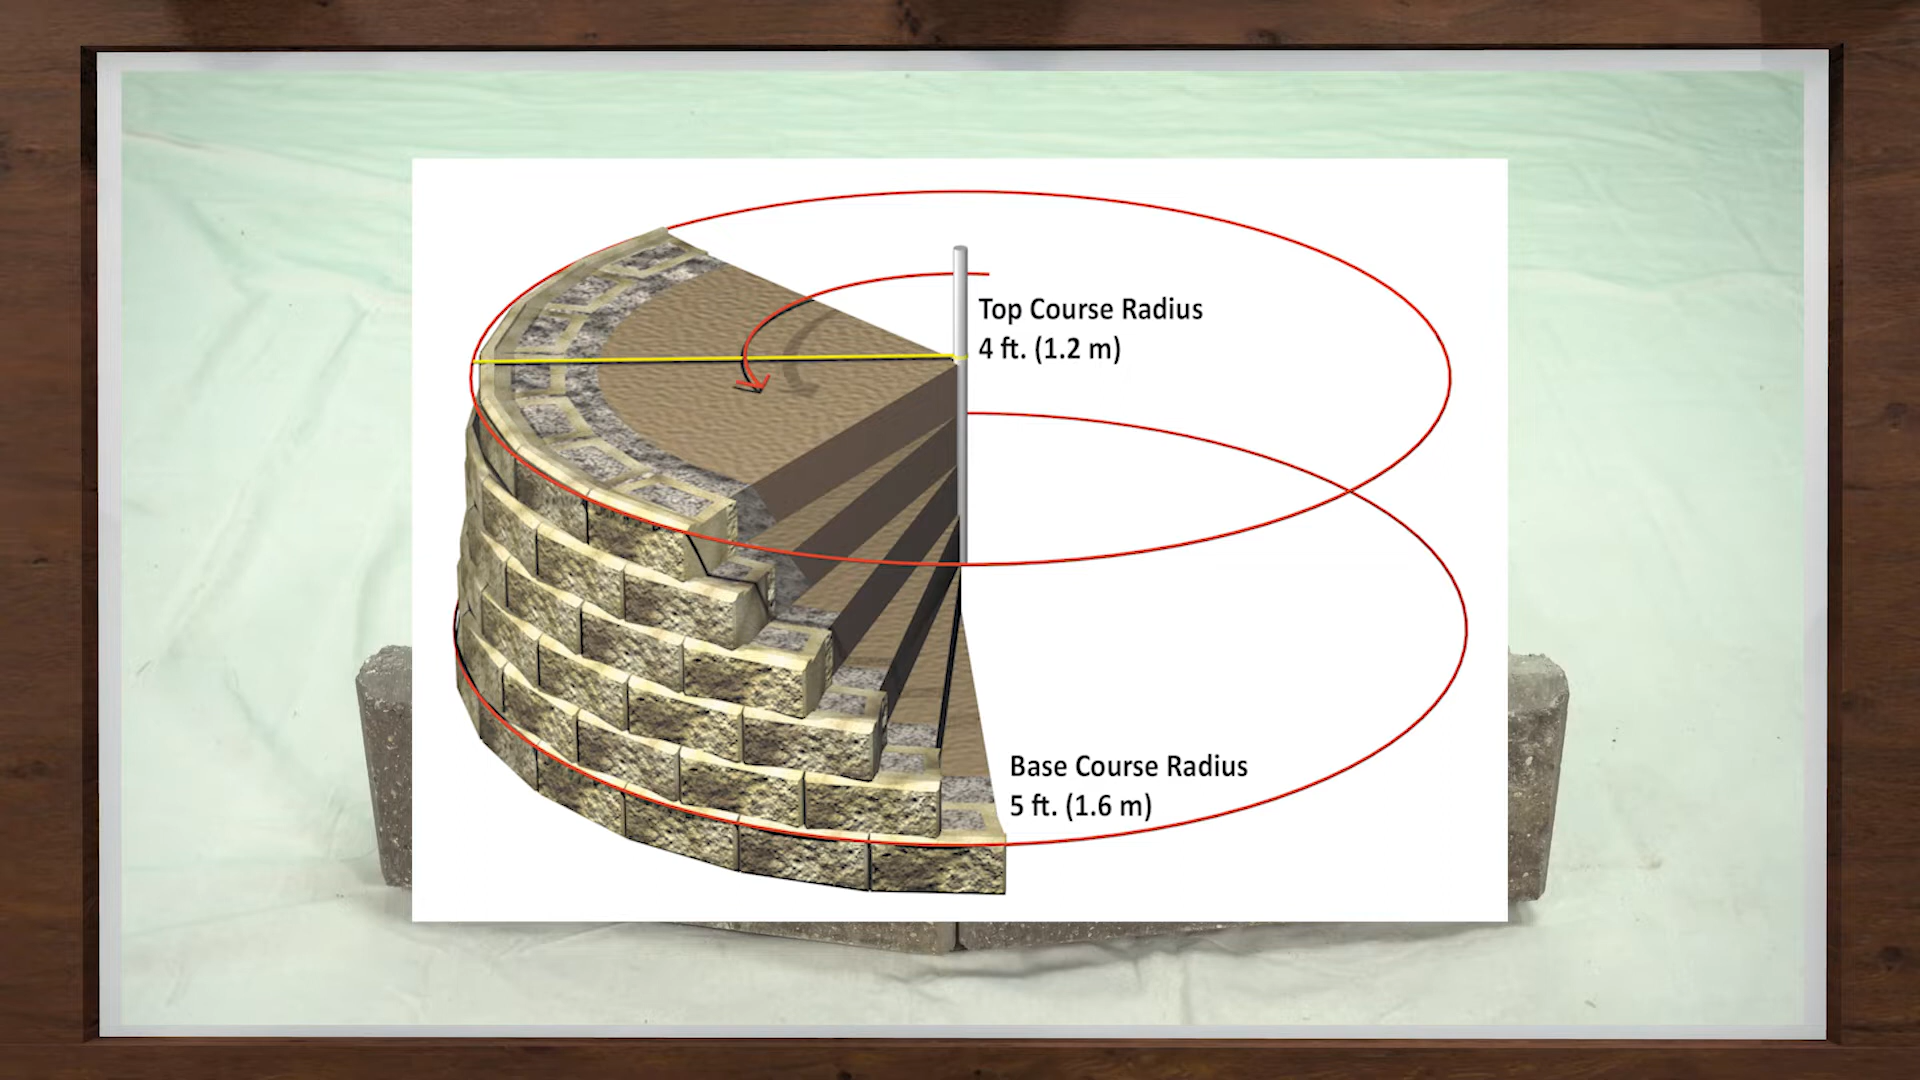 Top Course Radius
4 ft. (1.2 m)
Base Course Radius
5 ft. (1.6 m)